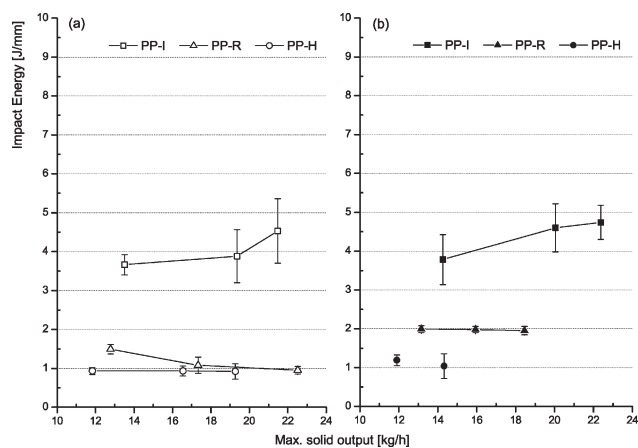 (a)
(b)
PP-I PP-R PP-H
PP-I PP-R PP-H
Impact Energy [J/mm]
10
9
8
7
6
5
4
3
2
1
0
10
9
8
7
6
5
4
3
2
1
0
10 12 14 16 18 20 22 24
10 12 14 16 18 20 22 24
Max. solid output [kg/h]